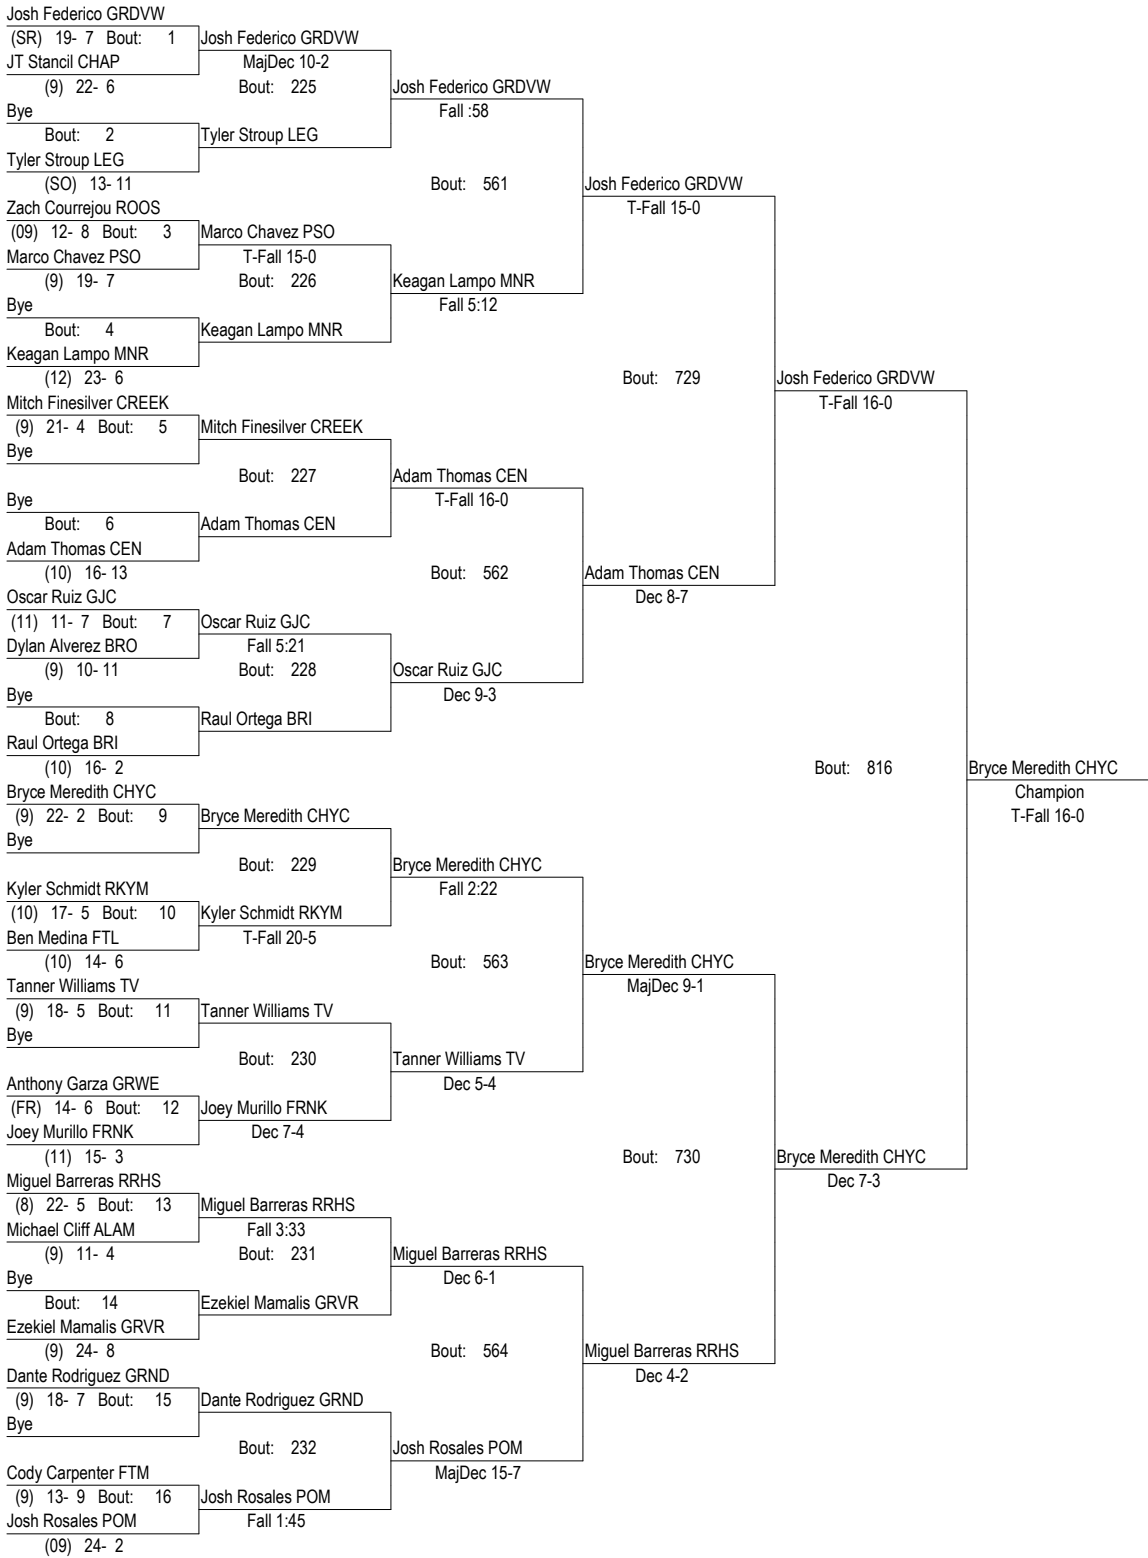 Josh Federico GRDVW
(SR) 19- 7 Bout: 1 Josh Federico GRDVW
JT Stancil CHAP MajDec 10-2
(9) 22- 6 Bout: 225 Josh Federico GRDVW
Bye Fall :58
Bout: 2 Tyler Stroup LEG
Tyler Stroup LEG
(SO) 13- 11 Bout: 561 Josh Federico GRDVW
Zach Courrejou ROOS T-Fall 15-0
(09) 12- 8 Bout: 3 Marco Chavez PSO
Marco Chavez PSO T-Fall 15-0
(9) 19- 7 Bout: 226 Keagan Lampo MNR
Bye Fall 5:12
Bout: 4 Keagan Lampo MNR
Keagan Lampo MNR
(12) 23- 6 Bout: 729 Josh Federico GRDVW
Mitch Finesilver CREEK T-Fall 16-0
(9) 21- 4 Bout: 5 Mitch Finesilver CREEK
Bye
Bout: 227 Adam Thomas CEN
Bye T-Fall 16-0
Bout: 6 Adam Thomas CEN
Adam Thomas CEN
(10) 16- 13 Bout: 562 Adam Thomas CEN
Oscar Ruiz GJC Dec 8-7
(11) 11- 7 Bout: 7 Oscar Ruiz GJC
Dylan Alverez BRO Fall 5:21
(9) 10- 11 Bout: 228 Oscar Ruiz GJC
Bye Dec 9-3
Bout: 8 Raul Ortega BRI
Raul Ortega BRI
(10) 16- 2 Bout: 816 Bryce Meredith CHYC
Bryce Meredith CHYC Champion
(9) 22- 2 Bout: 9 Bryce Meredith CHYC T-Fall 16-0
Bye
Bout: 229 Bryce Meredith CHYC
Kyler Schmidt RKYM Fall 2:22
(10) 17- 5 Bout: 10 Kyler Schmidt RKYM
Ben Medina FTL T-Fall 20-5
(10) 14- 6 Bout: 563 Bryce Meredith CHYC
Tanner Williams TV MajDec 9-1
(9) 18- 5 Bout: 11 Tanner Williams TV
Bye
Bout: 230 Tanner Williams TV
Anthony Garza GRWE Dec 5-4
(FR) 14- 6 Bout: 12 Joey Murillo FRNK
Joey Murillo FRNK Dec 7-4
(11) 15- 3 Bout: 730 Bryce Meredith CHYC
Miguel Barreras RRHS Dec 7-3
(8) 22- 5 Bout: 13 Miguel Barreras RRHS
Michael Cliff ALAM Fall 3:33
(9) 11- 4 Bout: 231 Miguel Barreras RRHS
Bye Dec 6-1
Bout: 14 Ezekiel Mamalis GRVR
Ezekiel Mamalis GRVR
(9) 24- 8 Bout: 564 Miguel Barreras RRHS
Dante Rodriguez GRND Dec 4-2
(9) 18- 7 Bout: 15 Dante Rodriguez GRND
Bye
Bout: 232 Josh Rosales POM
Cody Carpenter FTM MajDec 15-7
(9) 13- 9 Bout: 16 Josh Rosales POM
Josh Rosales POM Fall 1:45
(09) 24- 2